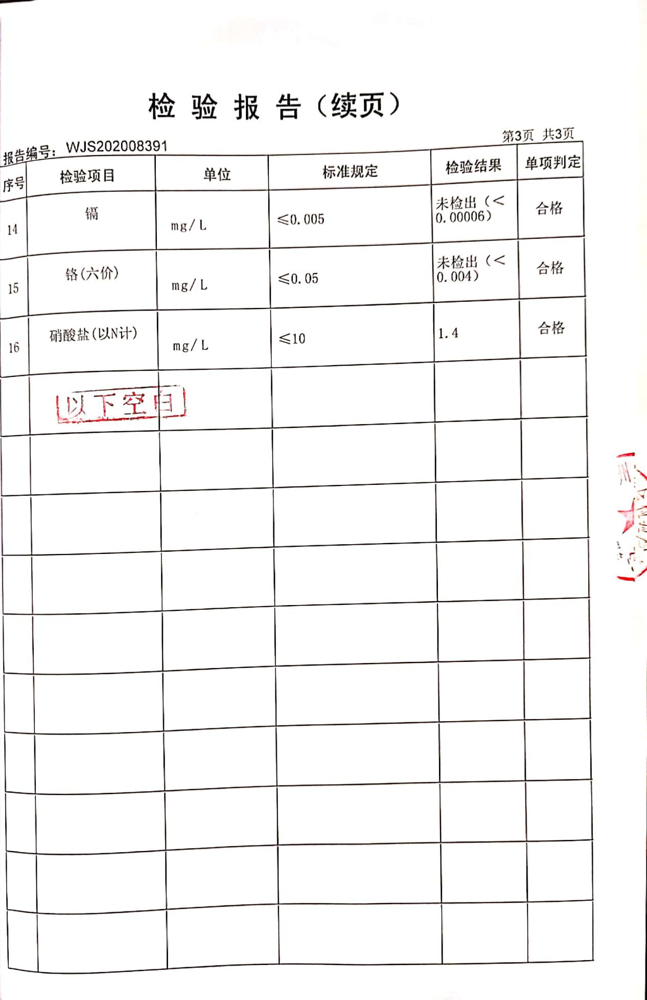 检 验 报 告（续页）
报告编号： WJS202008391
第3页 共3页
序号 检验项目 单位 标准规定 检验结果 单项判定
14 镉 mg/L ≤0.005 未检出（<
0.00006） 合格
15 铬(六价) mg/L ≤0.05 未检出（<
0.004） 合格
16 硝酸盐(以N计) mg/L ≤10 1.4 合格
以下空白
州